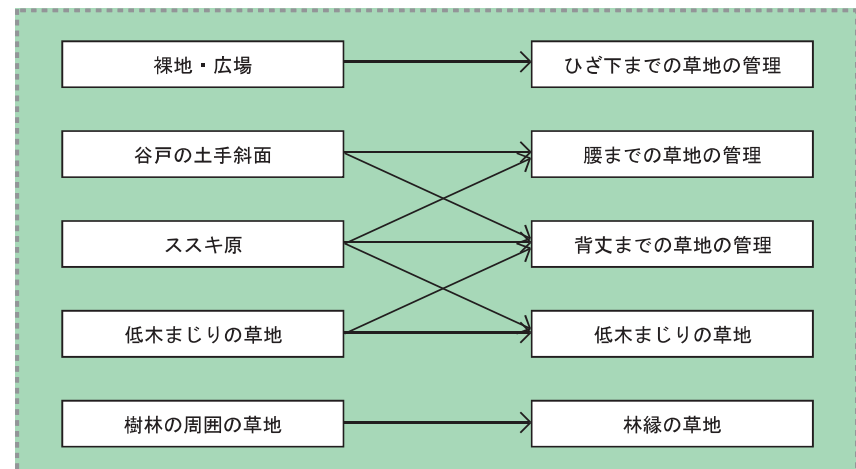 裸地・広場
ひざ下までの草地の管理
谷戸の土手斜面
腰までの草地の管理
ススキ原
背丈までの草地の管理
低木まじりの草地
低木まじりの草地
樹林の周囲の草地
林縁の草地